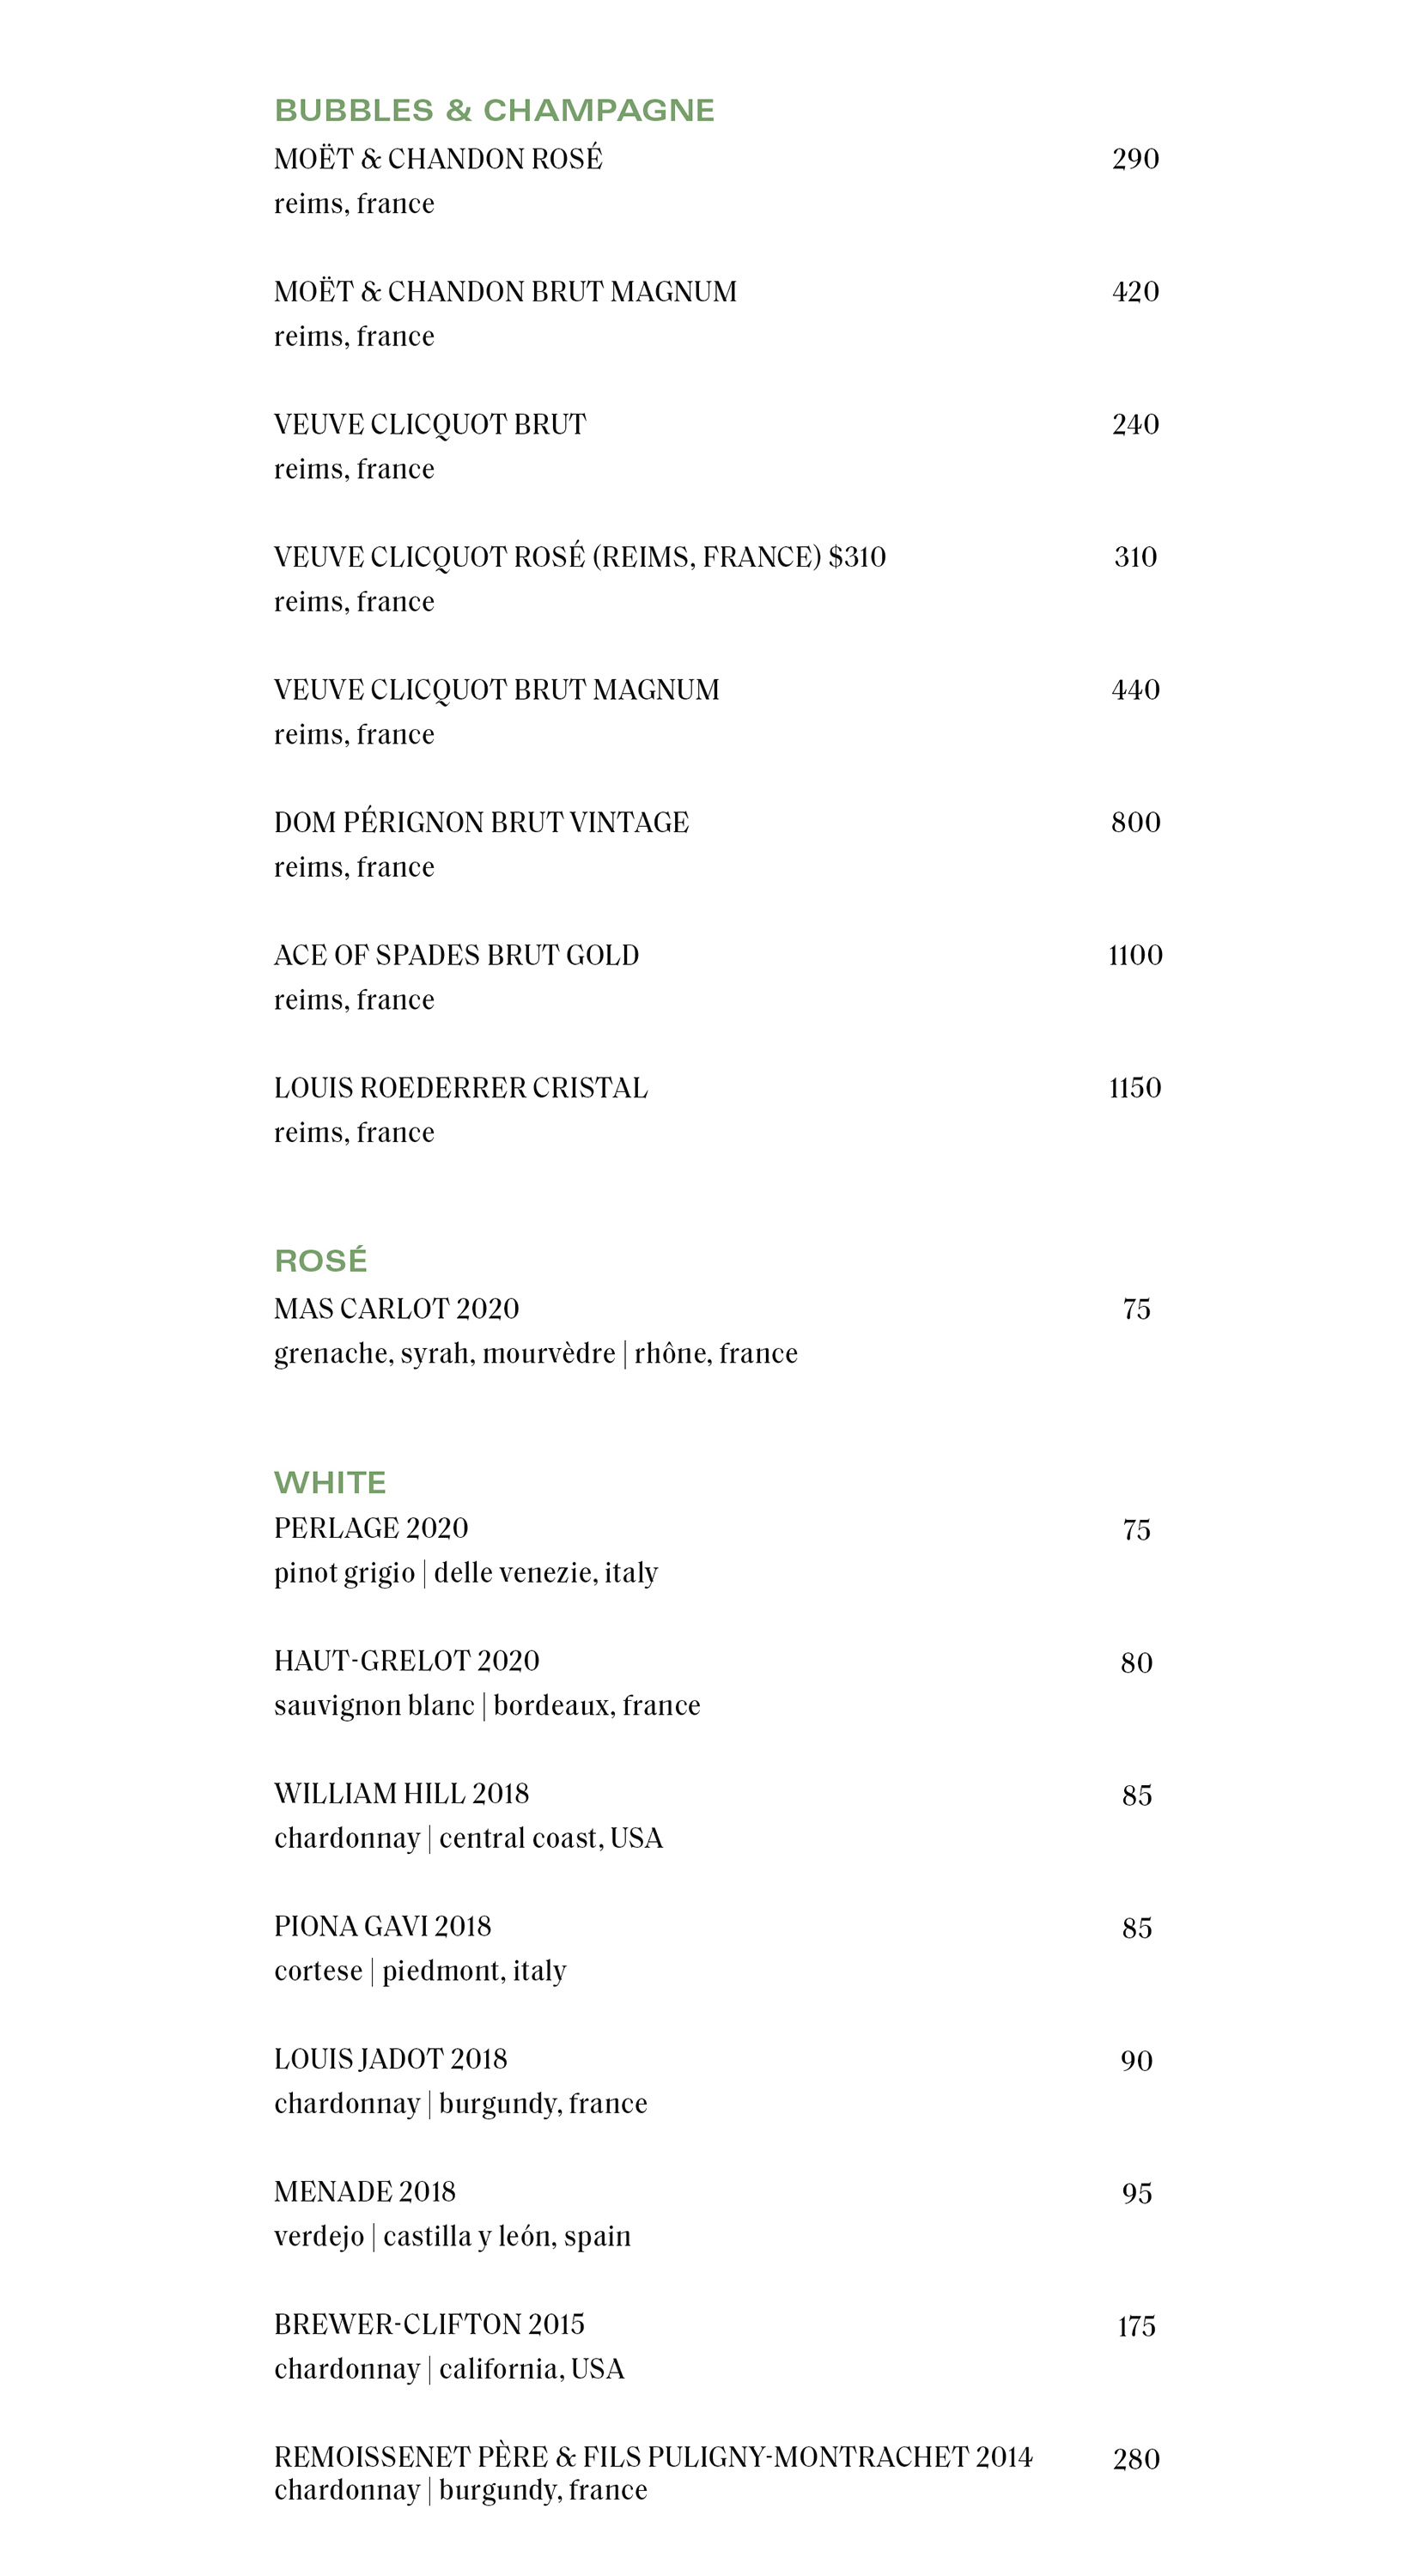 BUBBLES & CHAMPAGNE
MOËT & CHANDON ROSÉ 290
reims, france
MOËT & CHANDON BRUT MAGNUM 420
reims, france
VEUVE CLICQUOT BRUT 240
reims, france
VEUVE CLICQUOT ROSÉ (REIMS, FRANCE) $310 310
reims, france
VEUVE CLICQUOT BRUT MAGNUM 440
reims, france
DOM PÉRIGNON BRUT VINTAGE 800
reims, france
ACE OF SPADES BRUT GOLD 1100
reims, france
LOUIS ROEDERRER CRISTAL 1150
reims, france
ROSÉ
MAS CARLOT 2020 75
grenache, syrah, mourvèdre | rhône, france
WHITE
PERLAGE 2020 75
pinot grigio | delle venezie, italy
HAUT-GRELOT 2020 80
sauvignon blanc | bordeaux, france
WILLIAM HILL 2018 85
chardonnay | central coast, USA
PIONA GAVI 2018 85
cortese | piedmont, italy
LOUIS JADOT 2018 90
chardonnay | burgundy, france
MENADE 2018 95
verdejo | castilla y león, spain
BREWER-CLIFTON 2015 175
chardonnay | california, USA
REMOISSENET PÈRE & FILS PULIGNY-MONTRACHET 2014 280
chardonnay | burgundy, france